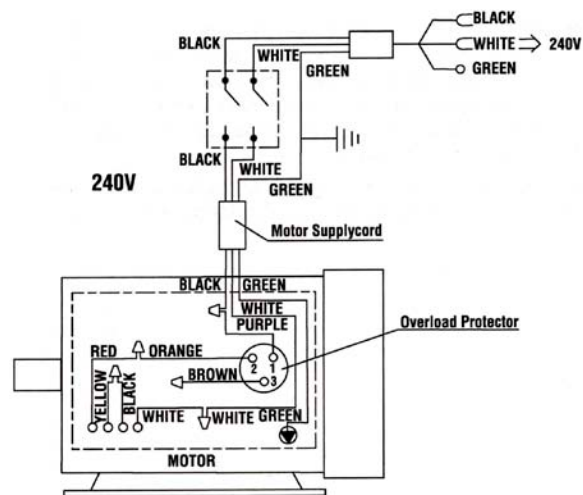 BLACK
BLACK
WHITE
WHITE
240V
GREEN
GREEN
BLACK
WHITE
240V
GREEN
Motor Supplycord
BLACK
GREEN
WHITE
PURPLE
Overload Protector
RED
ORANGE
2
1
BROWN
3
YELLOW
BLACK
WHITE
WHITE
GREEN
MOTOR